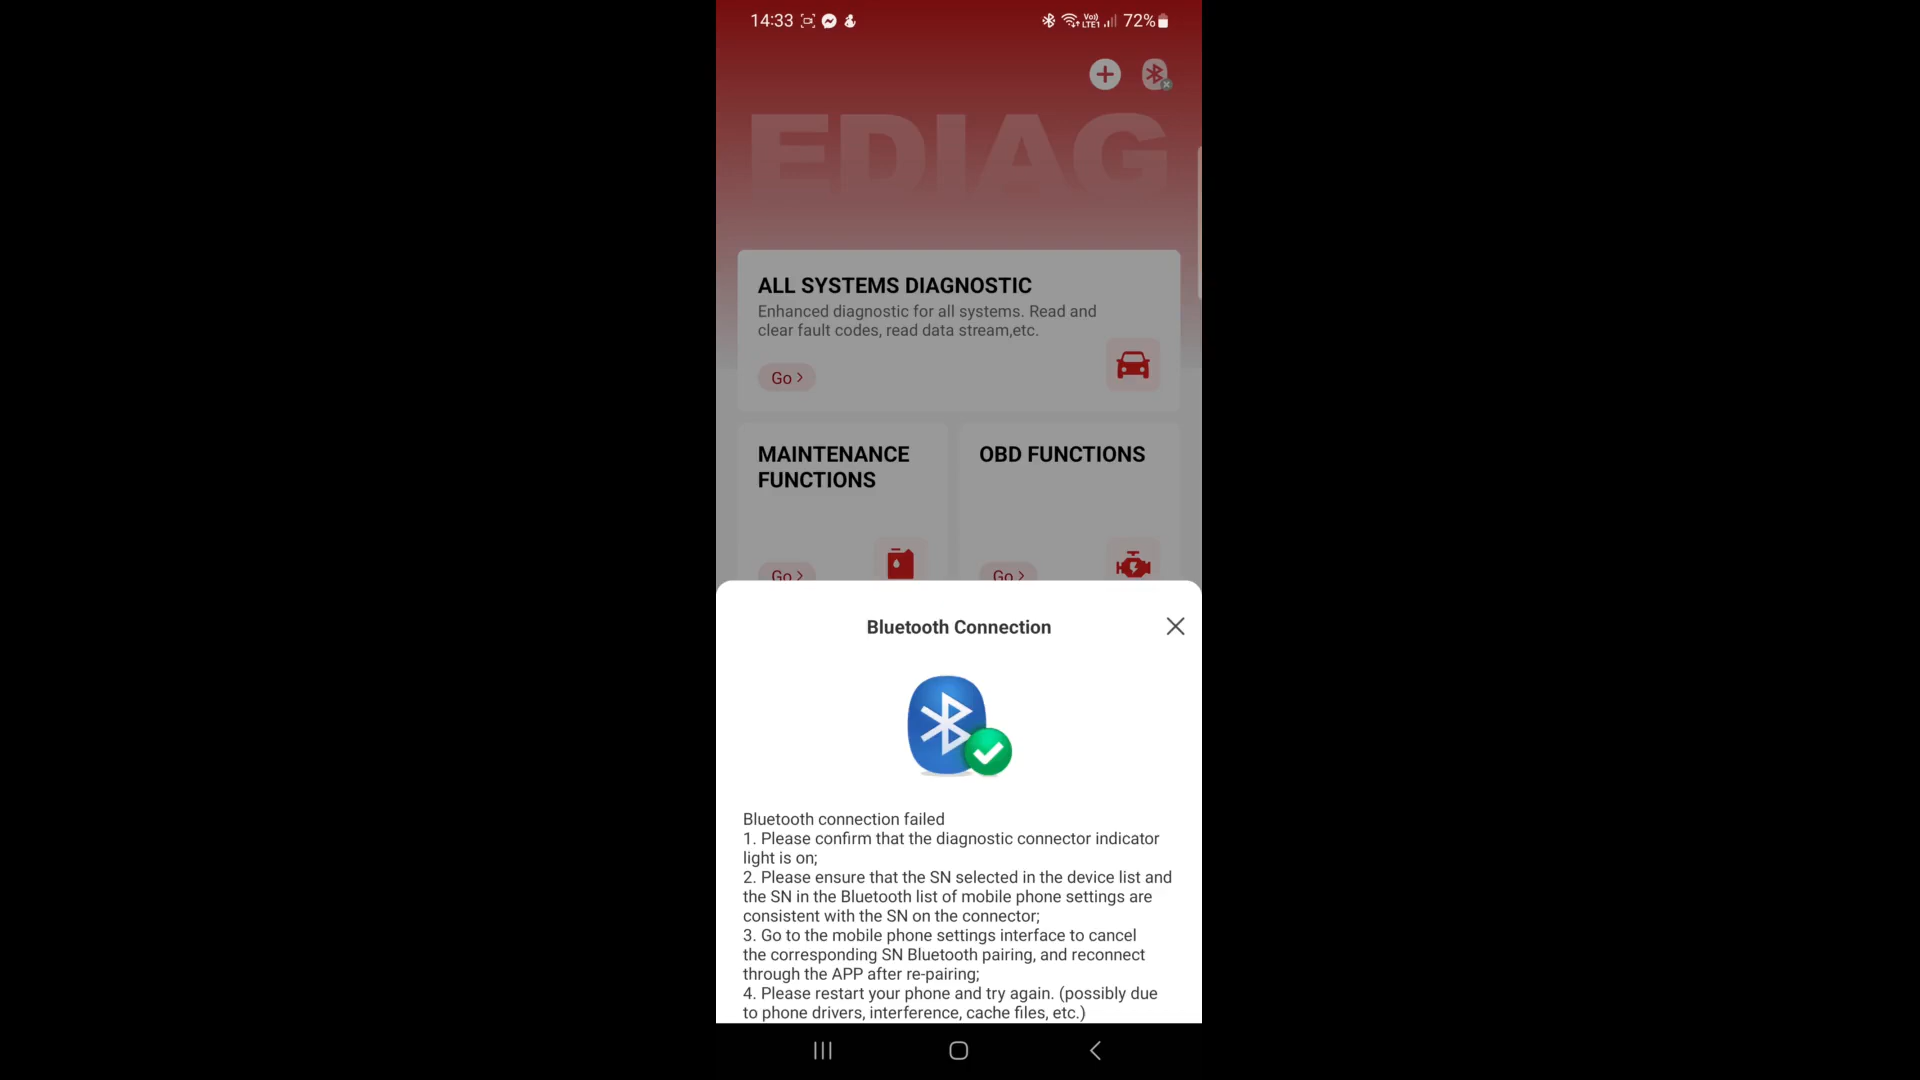 14:33 Vo) LTE1 72%
EDIAG
ALL SYSTEMS DIAGNOSTIC
Enhanced diagnostic for all systems. Read and
clear fault codes, read data stream,etc.
Go >
MAINTENANCE
FUNCTIONS
OBD FUNCTIONS
Go >
Go >
Bluetooth Connection
Bluetooth connection failed
1. Please confirm that the diagnostic connector indicator
light is on;
2. Please ensure that the SN selected in the device list and
the SN in the Bluetooth list of mobile phone settings are
consistent with the SN on the connector;
3. Go to the mobile phone settings interface to cancel
the corresponding SN Bluetooth pairing, and reconnect
through the APP after re-pairing;
4. Please restart your phone and try again. (possibly due
to phone drivers, interference, cache files, etc.)